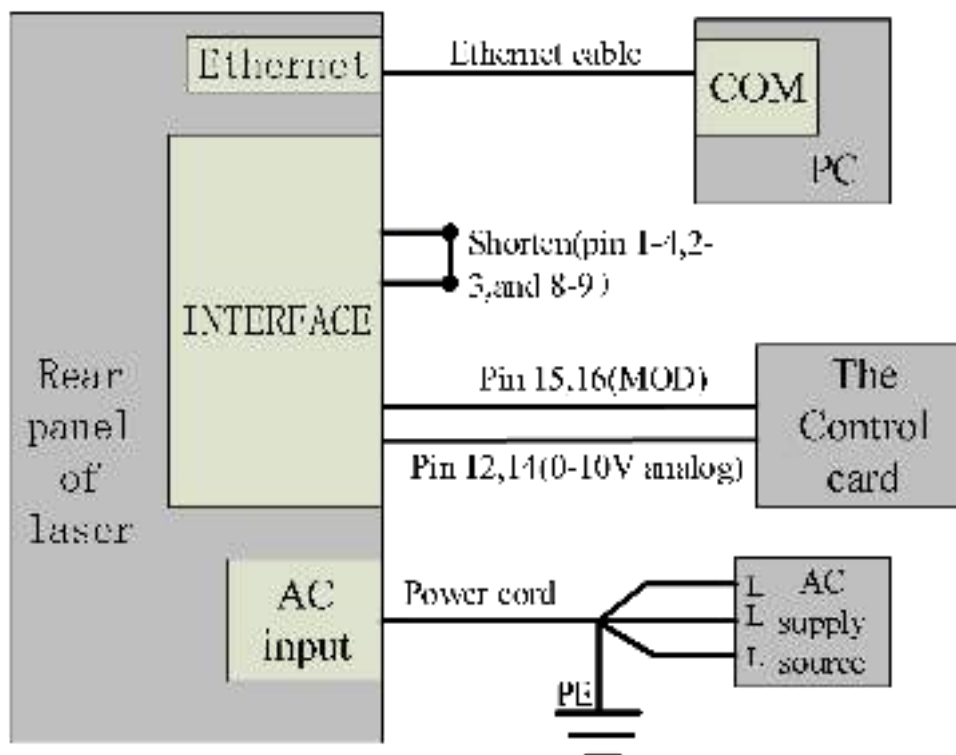 Ethernet
Ethernet cable
COM
PC
Shorten(pin 1-4,2-
3,and 8-9)
INTERFACE
Rear
panel
of
laser
Pin 15,16(MOD)
Pin 12,14(0-10V analog)
The
Control
card
AC
input
Power cord
L
L
L
AC
supply
source
PE